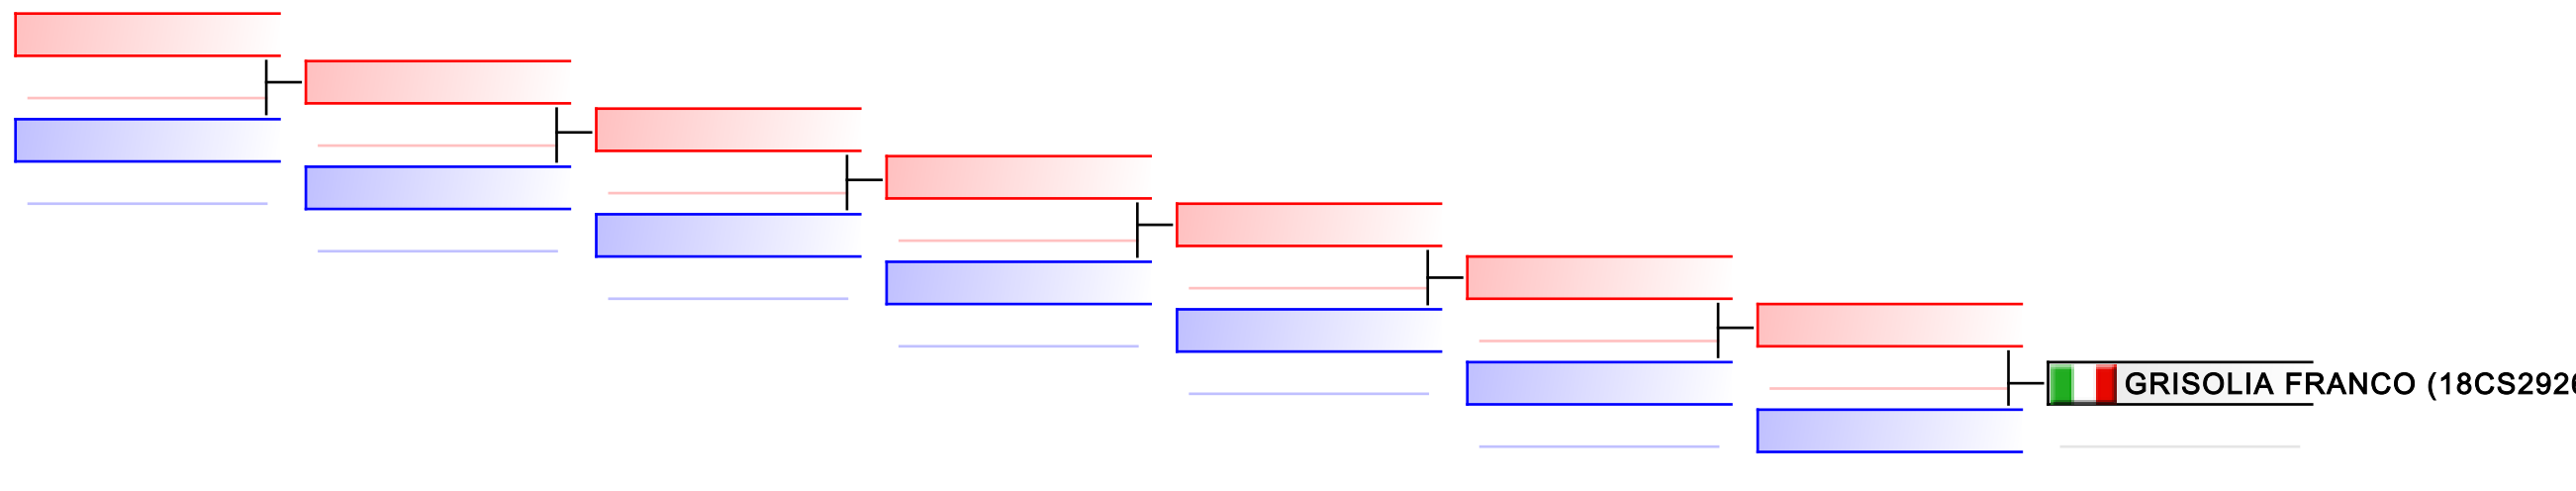 GRISOLIA FRANCO (18CS292